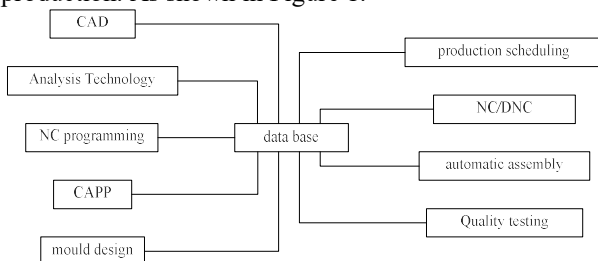 production. As shown in Figure 1.
CAD
Analysis Technology
NC programming
CAPP
mould design
data base
production scheduling
NC/DNC
automatic assembly
Quality testing